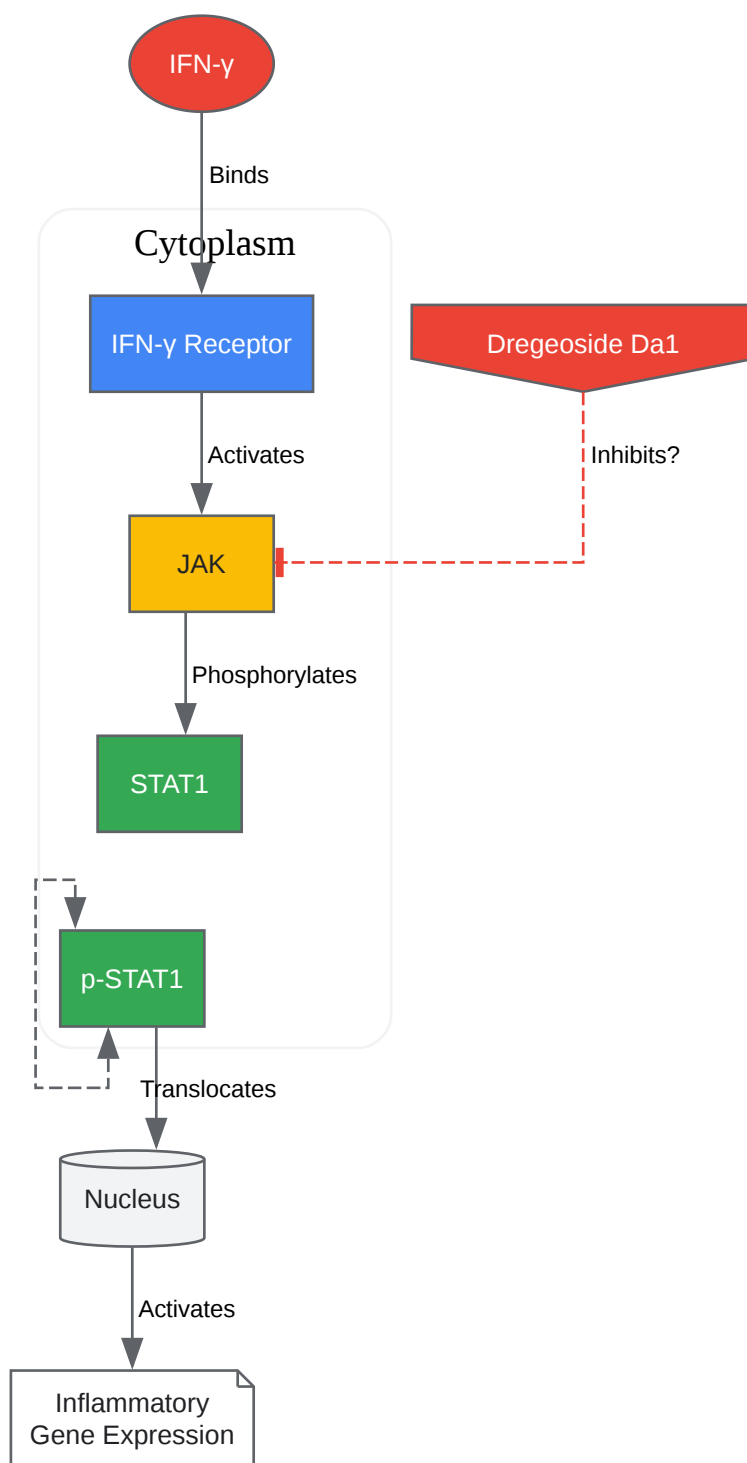 IFN-γ
Binds
Cytoplasm
IFN-γ Receptor
Dregeoside Da1
Activates
Inhibits?
JAK
Phosphorylates
STAT1
p-STAT1
Translocates
Nucleus
Activates
Inflammatory
Gene Expression